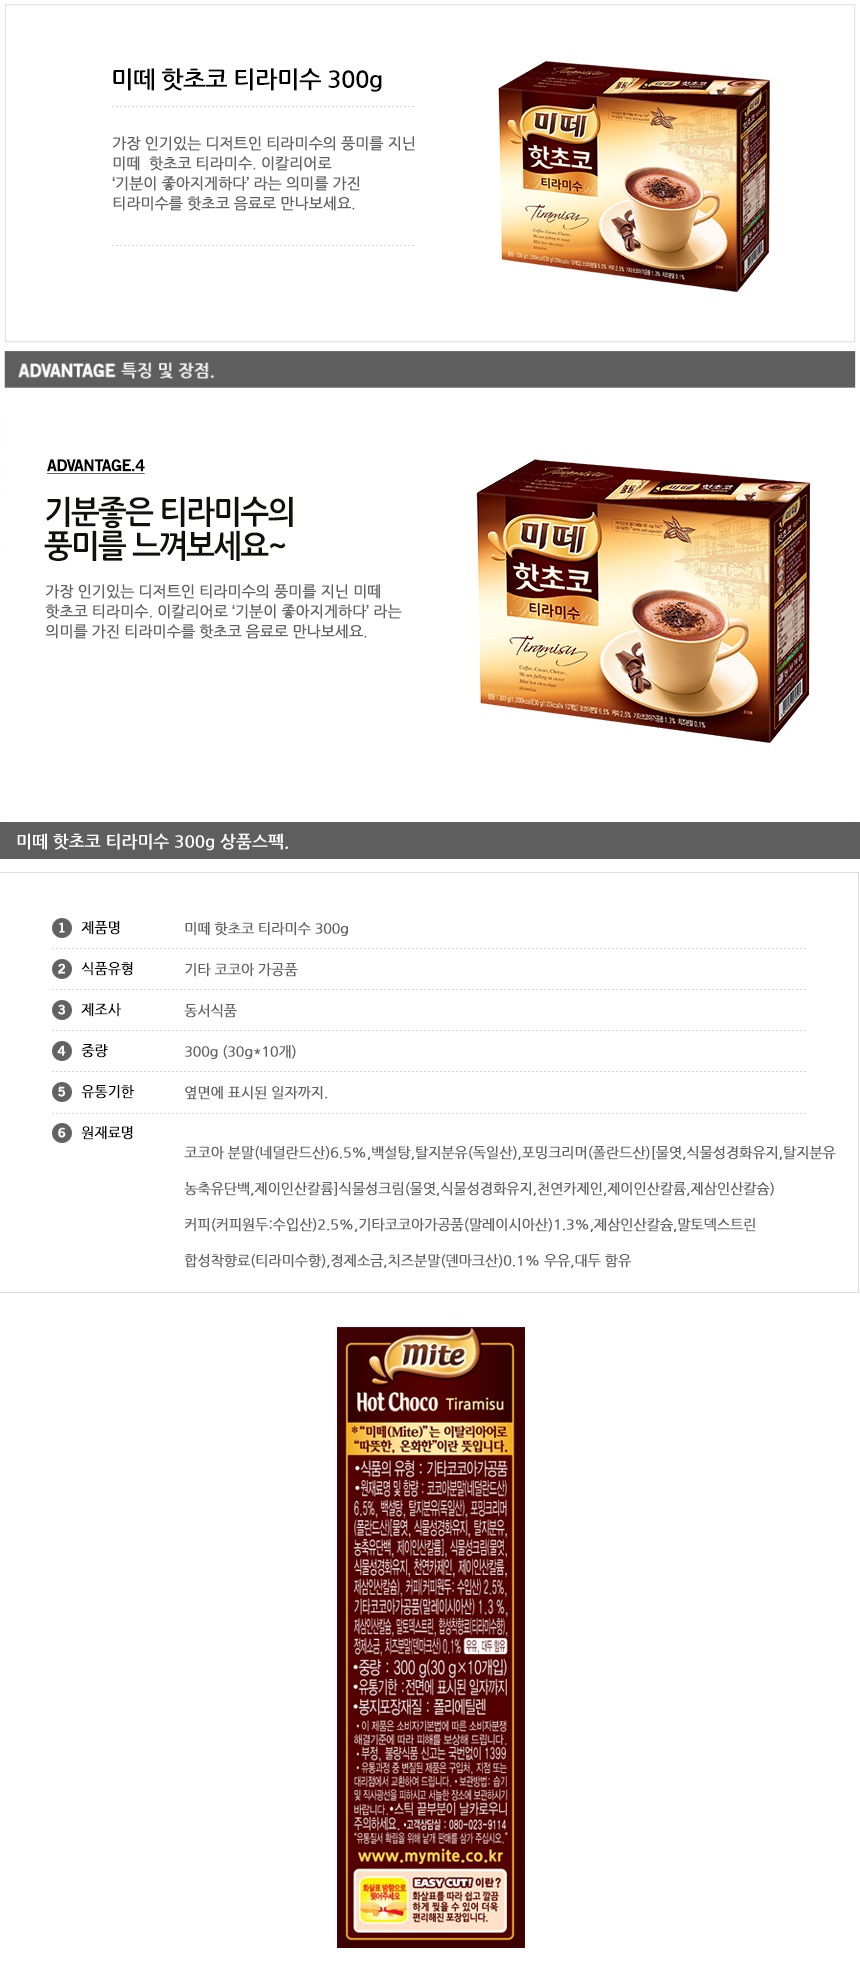 미떼 핫초코 티라미수 300g
가장 인기있는 디저트인 티라미수의 풍미를 지닌
미떼 핫초코 티라미수. 이칼리어로
‘기분이 좋아지게하다’ 라는 의미를 가진
티라미수를 핫초코 음료로 만나보세요.
Tiramisu
미떼
핫초코
티라미수
Tiramisu
Coffee, Cacao, Cheese...
We are falling in sweet
Mild hot chocolate
tiramisu.
ADVANTAGE 특징 및 장점.
ADVANTAGE.4
기분좋은 티라미수의
풍미를 느껴보세요~
가장 인기있는 디저트인 티라미수의 풍미를 지닌 미떼
핫초코 티라미수. 이칼리어로 ‘기분이 좋아지게하다’ 라는
의미를 가진 티라미수를 핫초코 음료로 만나보세요.
Tiramisu
미떼 핫초코
미떼
핫초코
티라미수
Tiramisu
Coffee, Cacao, Cheese...
We are falling in sweet
Mild hot chocolate
tiramisu.
미떼 핫초코 티라미수 300g 상품스펙.
1 제품명 미떼 핫초코 티라미수 300g
2 식품유형 기타 코코아 가공품
3 제조사 동서식품
4 중량 300g (30g*10개)
5 유통기한 옆면에 표시된 일자까지.
6 원재료명
코코아 분말(네덜란드산)6.5%,백설탕,탈지분유(독일산),포밍크리머(폴란드산)[물엿,식물성경화유지,탈지분유
농축유단백,제이인산칼륨]식물성크림(물엿,식물성경화유지,천연카제인,제이인산칼륨,제삼인산칼슘)
커피(커피원두:수입산)2.5%,기타코코아가공품(말레이시아산)1.3%,제삼인산칼슘,말토덱스트린
합성착향료(티라미수향),정제소금,치즈분말(덴마크산)0.1% 우유,대두 함유
mite
Hot Choco Tiramisu
*“미떼(Mite)”는 이탈리아어로
“따뜻한, 온화한”이란 뜻입니다.
•식품의 유형 : 기타코코아가공품
•원재료명 및 함량 : 코코아분말(네덜란드산)
6.5%, 백설탕, 탈지분유(독일산), 포밍크리머
(폴란드산)[물엿, 식물성경화유지, 탈지분유,
농축유단백, 제이인산칼륨], 식물성크림(물엿,
식물성경화유지, 천연카제인, 제이인산칼륨,
제삼인산칼슘), 커피(커피원두: 수입산) 2.5%,
기타코코아가공품(말레이시아산) 1.3 %,
제삼인산칼슘, 말토덱스트린, 합성착향료(티라미수향),
정제소금, 치즈분말(덴마크산) 0.1% 우유, 대두 함유
•중량 : 300 g(30 g×10개입)
•유통기한 :전면에 표시된 일자까지
•봉지포장재질 : 폴리에틸렌
•이 제품은 소비자기본법에 따른 소비자분쟁
해결기준에 따라 피해를 보상해 드립니다.
•부정, 불량식품 신고는 국번없이 1399
•유통과정 중 변질된 제품은 구입처, 지점 또는
대리점에서 교환하여 드립니다. •보관방법: 습기
및 직사광선을 피하시고 서늘한 장소에 보관하시기
바랍니다. •스틱 끝부분이 날카로우니
주의하세요. •고객상담실 : 080-023-9114
"유통질서 확립을 위해 낱개 판매를 삼가 주십시오."
www.mymite.co.kr
화살표 방향으로
뜯어주세요
EASY CUT! 이란?
화살표를 따라 쉽고 깔끔
하게 찢을 수 있어 더욱
편리해진 포장입니다.